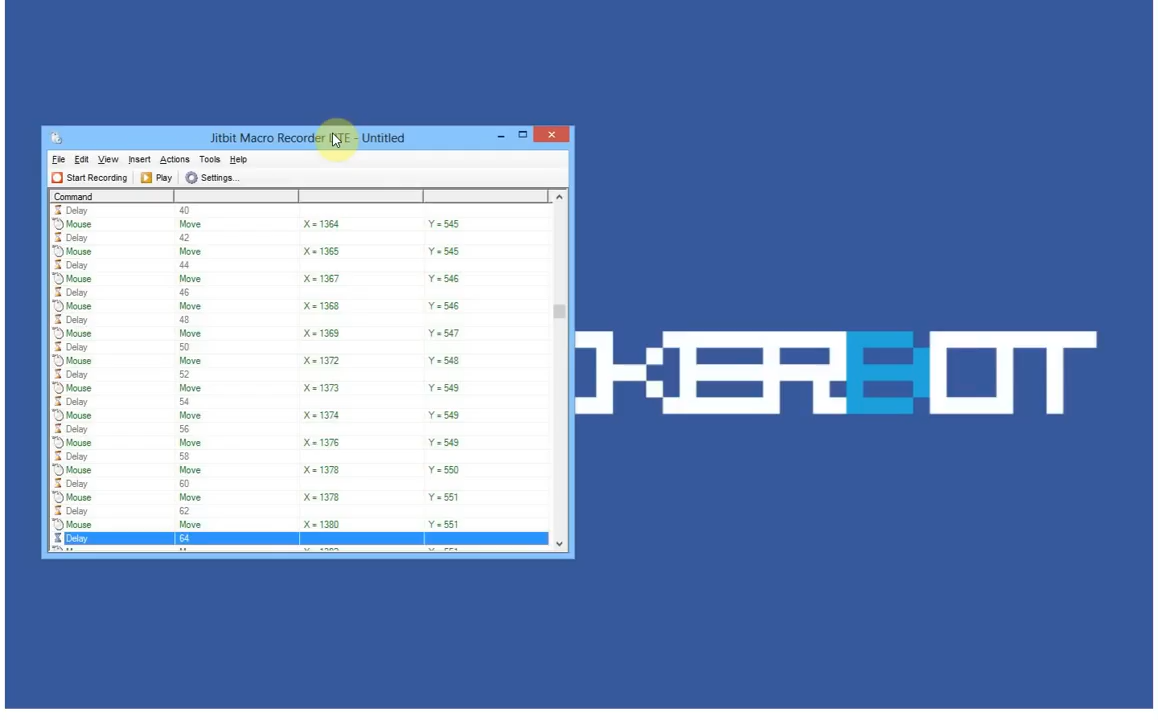 Jitbit Macro Recorder LITE - Untitled
File Edit View Insert Actions Tools Help
Start Recording Play Settings...
Command
Delay 40
Mouse Move X = 1364 Y = 545
Delay 42
Mouse Move X = 1365 Y = 545
Delay 44
Mouse Move X = 1367 Y = 546
Delay 46
Mouse Move X = 1368 Y = 546
Delay 48
Mouse Move X = 1369 Y = 547
Delay 50
Mouse Move X = 1372 Y = 548
Delay 52
Mouse Move X = 1373 Y = 549
Delay 54
Mouse Move X = 1374 Y = 549
Delay 56
Mouse Move X = 1376 Y = 549
Delay 58
Mouse Move X = 1378 Y = 550
Delay 60
Mouse Move X = 1378 Y = 551
Delay 62
Mouse Move X = 1380 Y = 551
Delay 64
OKERBOT